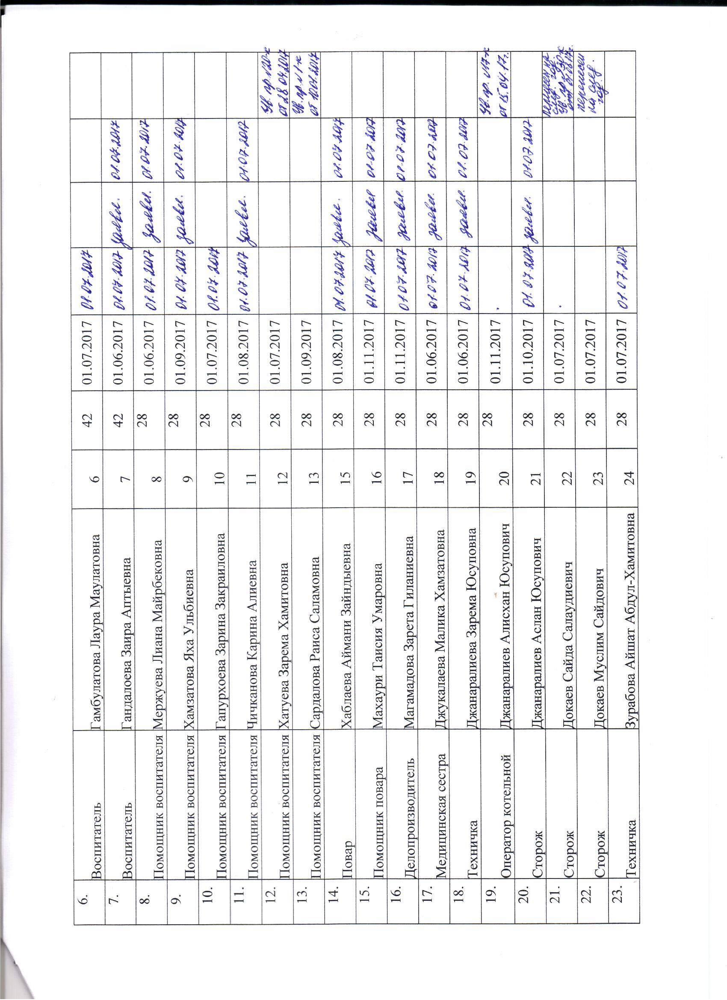 6. Воспитатель Гамбулатова Лаура Маулатовна 6 42 01.07.2017 01.07.2017
7. Воспитатель Гандалоева Заира Аптыевна 7 42 01.06.2017 01.07.2017 заявл. 01.07.2017
8. Помощник воспитателя Мержуева Лиана Майрбековна 8 28 01.06.2017 01.07.2017 заявл. 01.07.2017
9. Помощник воспитателя Хамзатова Яха Ульбиевна 9 28 01.09.2017 01.07.2017 заявл. 01.07.2017
10. Помощник воспитателя Гапурхоева Зарина Закраиловна 10 28 01.07.2017 01.07.2017
11. Помощник воспитателя Чичканова Карина Алиевна 11 28 01.08.2017 01.07.2017 заявл. 01.07.2017
12. Помощник воспитателя Хатуева Зарема Хамитовна 12 28 01.07.2017 Ув. пр. №20-к
от 28.04.2017
13. Помощник воспитателя Сардалова Раиса Саламовна 13 28 01.09.2017 Ув. пр. №1-к
от 10.01.2017
14. Повар Хаблаева Аймани Зайндыевна 15 28 01.08.2017 01.07.2017 заявл. 01.07.2017
15. Помощник повара Махаури Таисия Умаровна 16 28 01.11.2017 01.07.2017 заявл 01.07.2017
16. Делопроизводитель Магамадова Зарета Гиланиевна 17 28 01.11.2017 01.07.2017 заявл. 01.07.2017
17. Медицинская сестра Джукалаева Малика Хамзатовна 18 28 01.06.2017 01.07.2017 заявл. 01.07.2017
18. Техничка Джанаралиева Зарема Юсуповна 19 28 01.06.2017 01.07.2017 заявл. 01.07.2017
19. Оператор котельной Джанаралиев Алисхан Юсупович 20 28 01.11.2017 Ув. пр. №17-к
от 15.04.17г.
20. Сторож Джанаралиев Аслан Юсупович 21 28 01.10.2017 01.07.2017 заявл. 01.07.2017
21. Сторож Докаев Сайда Салаудиевич 22 28 01.07.2017 на
след. год.
Ув. пр. №30-к
от 01.08.17г.
22. Сторож Докаев Муслим Сайдович 23 28 01.07.2017 перенесен
на след.
год.
23. Техничка Зурабова Айшат Абдул-Хамитовна 24 28 01.07.2017 01.07.2017